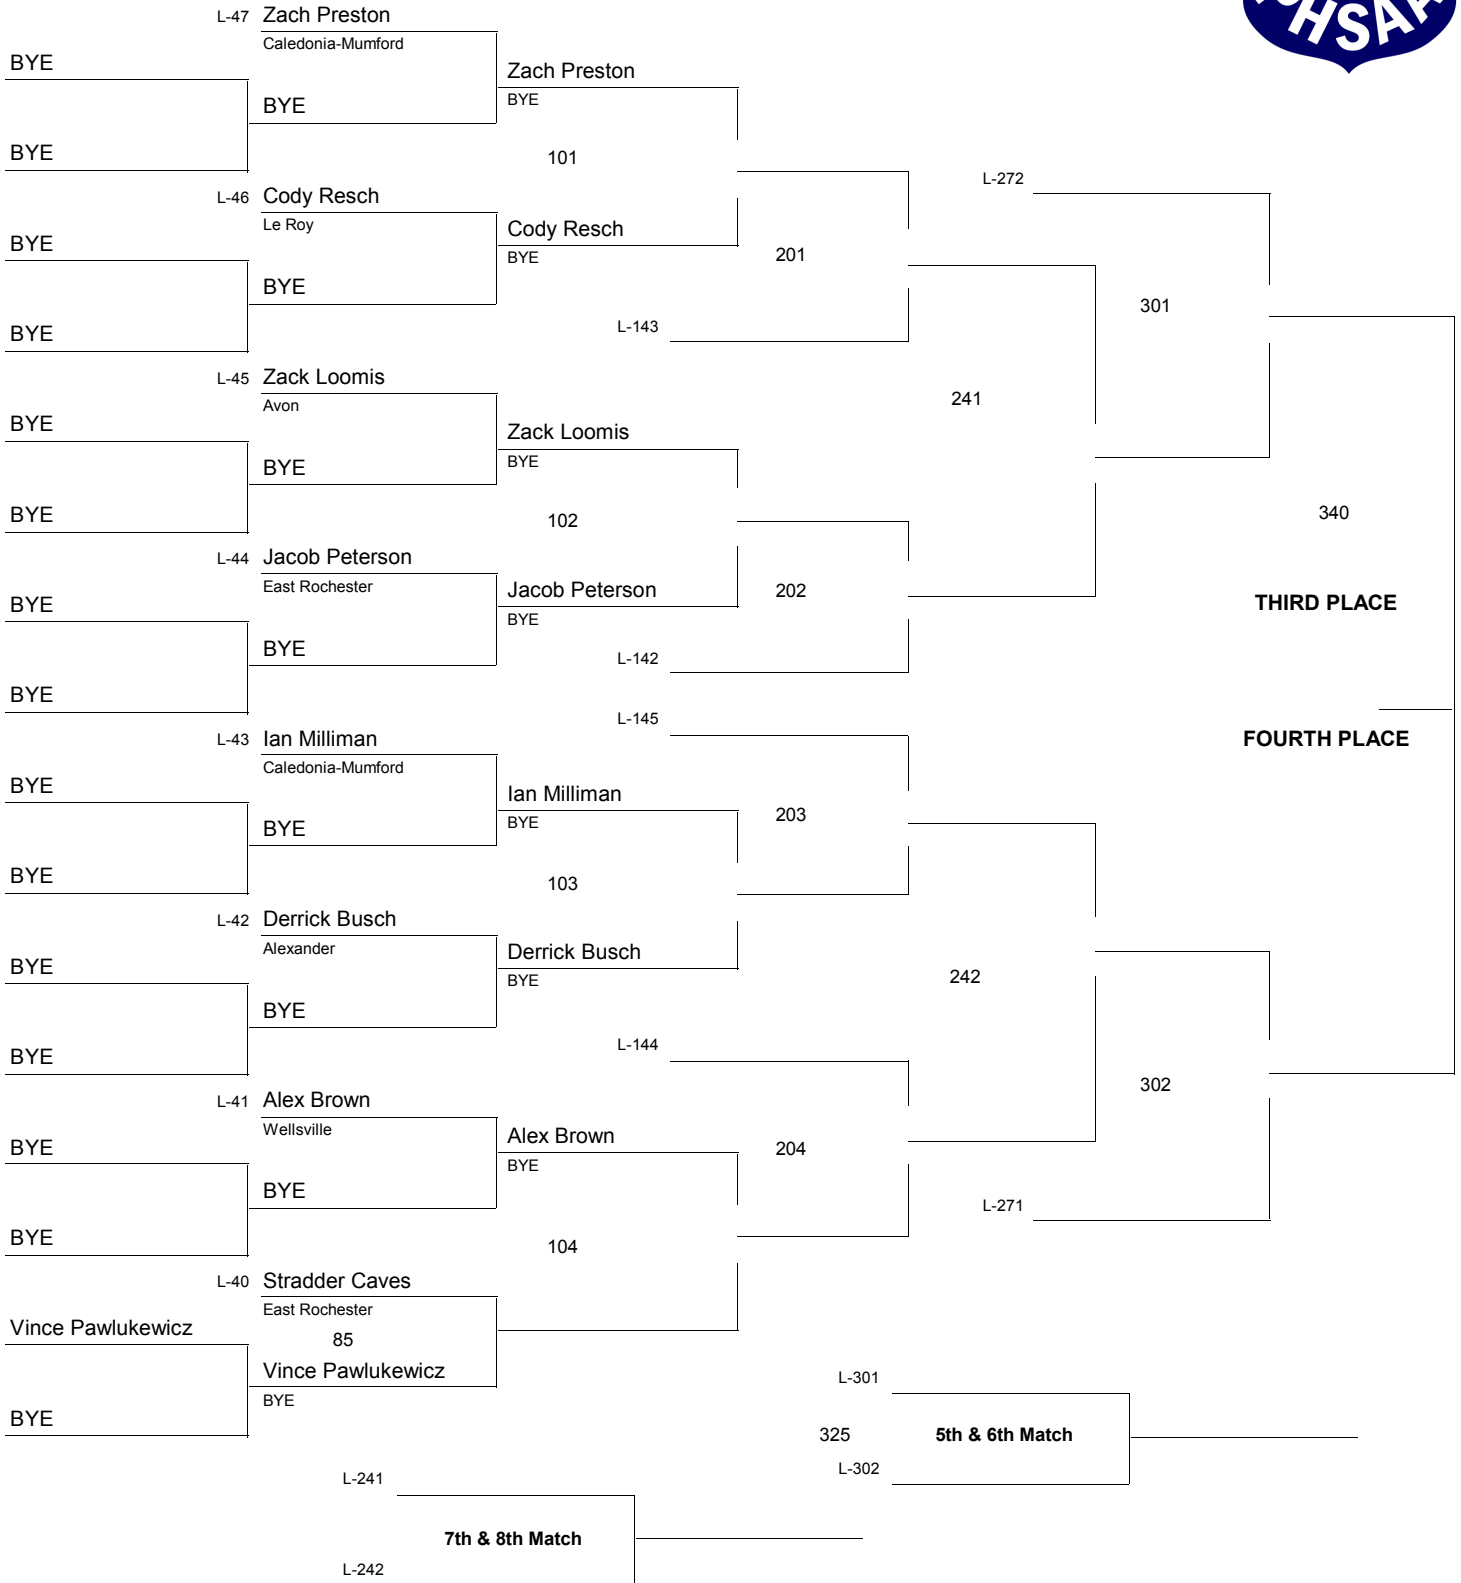 HSAA
L-47 Zach Preston
Caledonia-Mumford
BYE
Zach Preston
BYE
BYE
BYE
101
L-272
L-46 Cody Resch
Le Roy
Cody Resch
BYE
BYE
201
BYE
301
L-143
BYE
L-45 Zack Loomis
Avon
241
BYE
Zack Loomis
BYE
BYE
BYE
102
340
L-44 Jacob Peterson
East Rochester
Jacob Peterson
202
BYE
THIRD PLACE
BYE
BYE
L-142
BYE
L-145
L-43 Ian Milliman
FOURTH PLACE
Caledonia-Mumford
BYE
Ian Milliman
203
BYE
BYE
BYE
103
L-42 Derrick Busch
Alexander
Derrick Busch
BYE
BYE
242
BYE
L-144
BYE
302
L-41 Alex Brown
Wellsville
Alex Brown
204
BYE
BYE
BYE
L-271
BYE
104
L-40 Stradder Caves
East Rochester
Vince Pawlukewicz
85
Vince Pawlukewicz
L-301
BYE
BYE
325
5th & 6th Match
L-302
L-241
7th & 8th Match
L-242